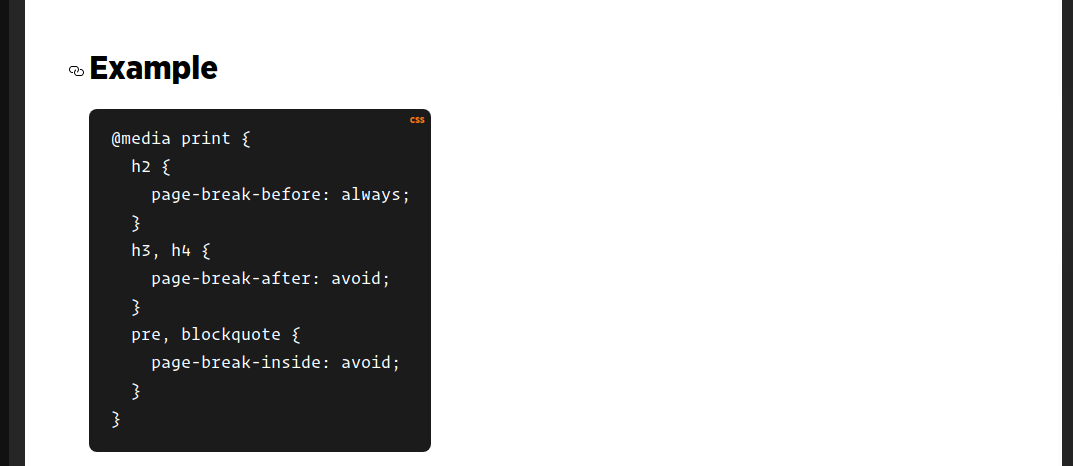 Example
css
@media print {
  h2 {
    page-break-before: always;
  }
  h3, h4 {
    page-break-after: avoid;
  }
  pre, blockquote {
    page-break-inside: avoid;
  }
}